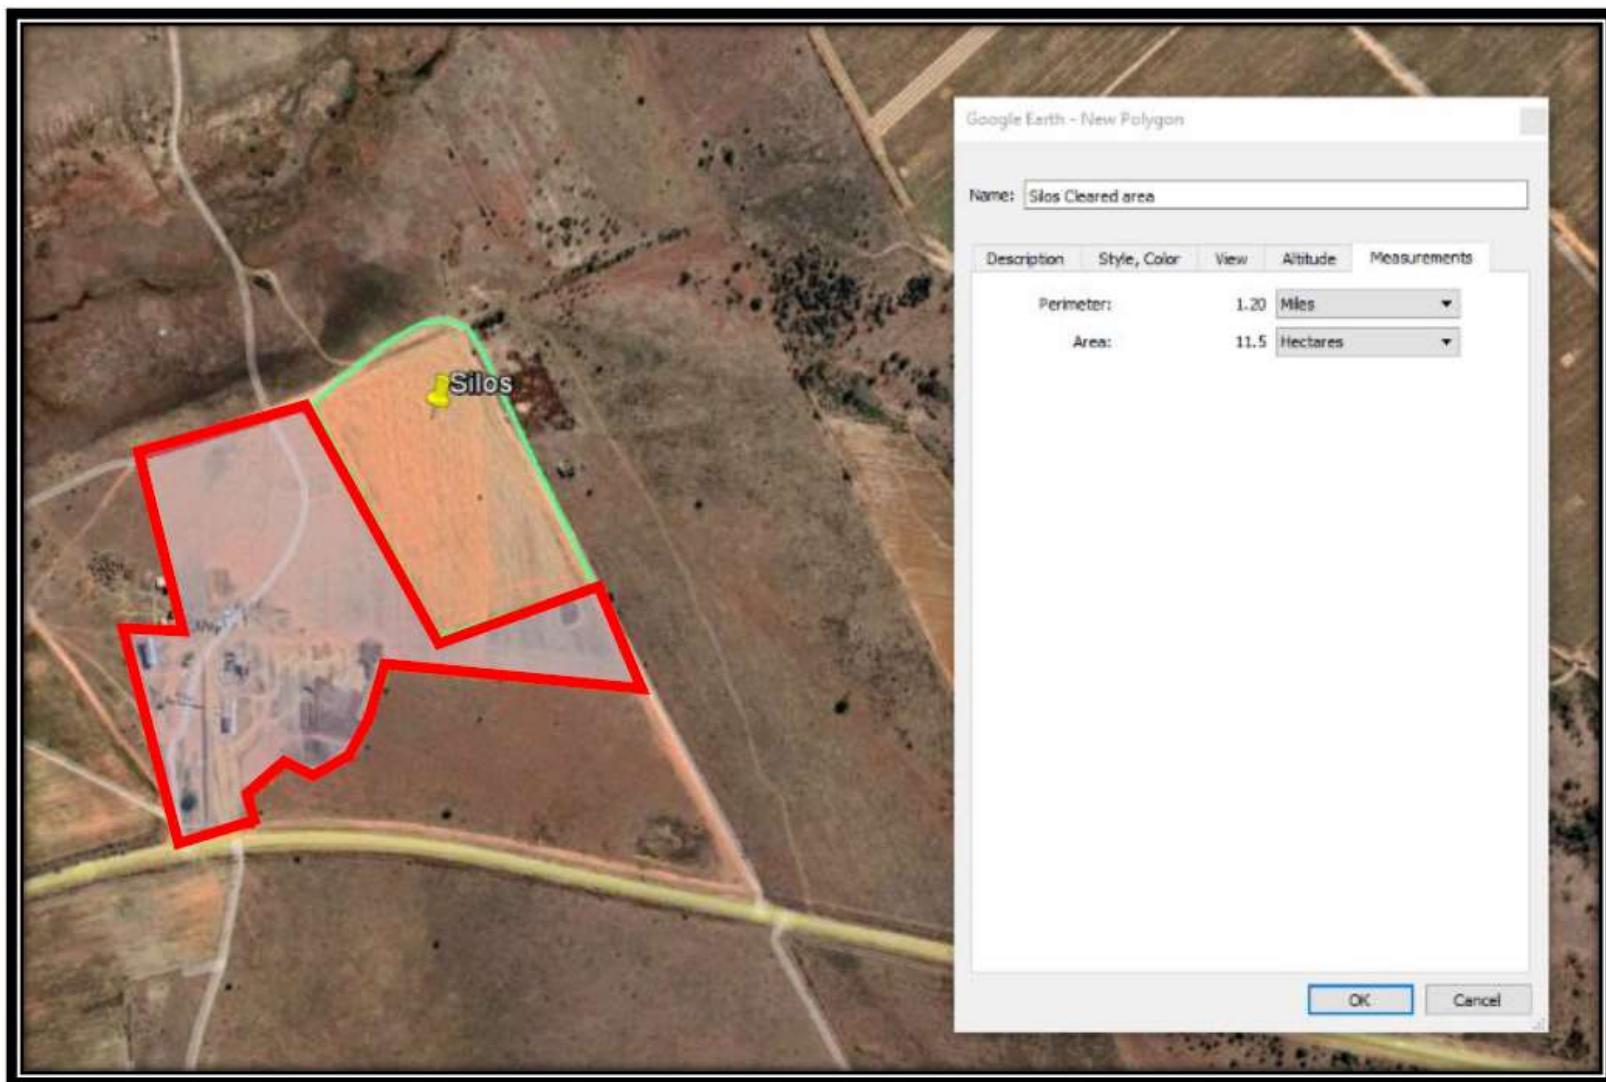 Silos
Google Earth - New Polygon
Name: Silos Cleared area
Description Style, Color View Altitude Measurements
Perimeter: 1.20 Miles
Area: 11.5 Hectares
OK Cancel